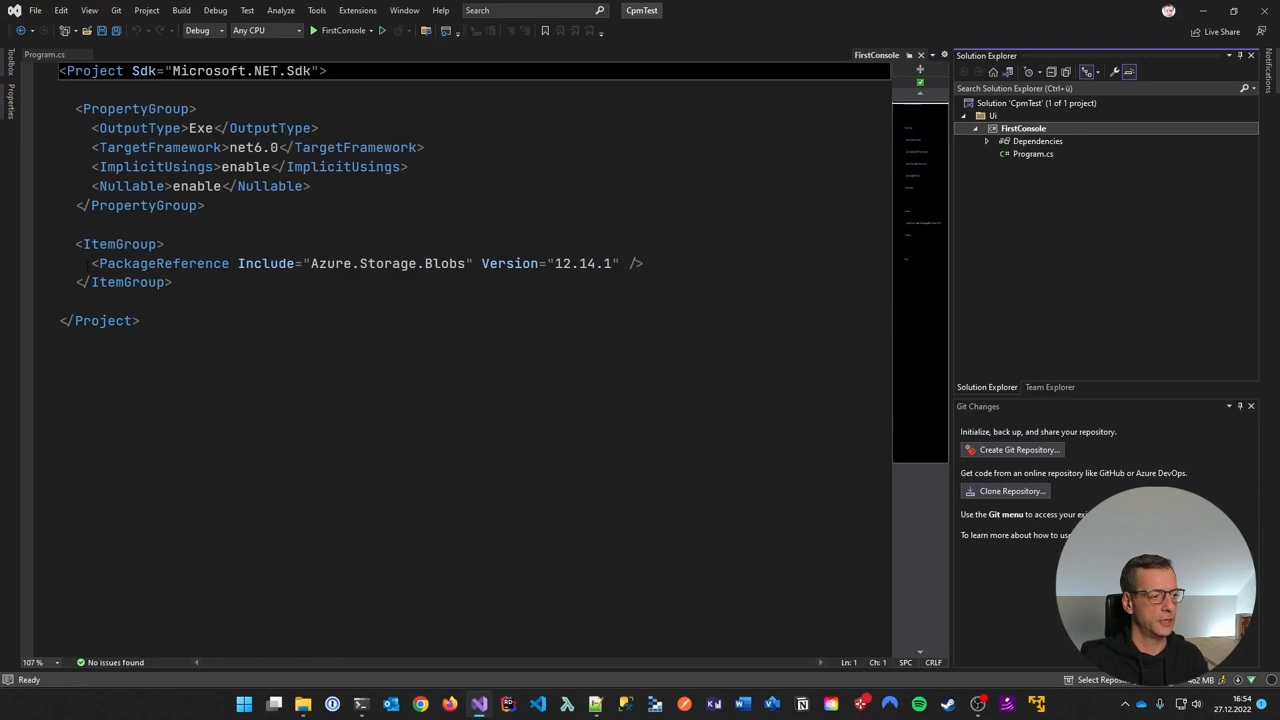 File Edit View Git Project Build Debug Test Analyze Tools Extensions Window Help Search CpmTest
Debug Any CPU FirstConsole Live Share
Toolbox
Properties
Program.cs
FirstConsole
<Project Sdk="Microsoft.NET.Sdk">
<PropertyGroup>
<OutputType>Exe</OutputType>
<TargetFramework>net6.0</TargetFramework>
<ImplicitUsings>enable</ImplicitUsings>
<Nullable>enable</Nullable>
</PropertyGroup>
<ItemGroup>
<PackageReference Include="Azure.Storage.Blobs" Version="12.14.1" />
</ItemGroup>
</Project>
107 % No issues found Ln: 1 Ch: 1 SPC CRLF
Solution Explorer
Search Solution Explorer (Ctrl+ü)
Solution 'CpmTest' (1 of 1 project)
Ui
FirstConsole
Dependencies
Program.cs
Solution Explorer Team Explorer
Git Changes
Initialize, back up, and share your repository.
Create Git Repository...
Get code from an online repository like GitHub or Azure DevOps.
Clone Repository...
Use the Git menu to access your
To learn more about how to
Notifications
Ready
Select
MB
16:54
27.12.2022